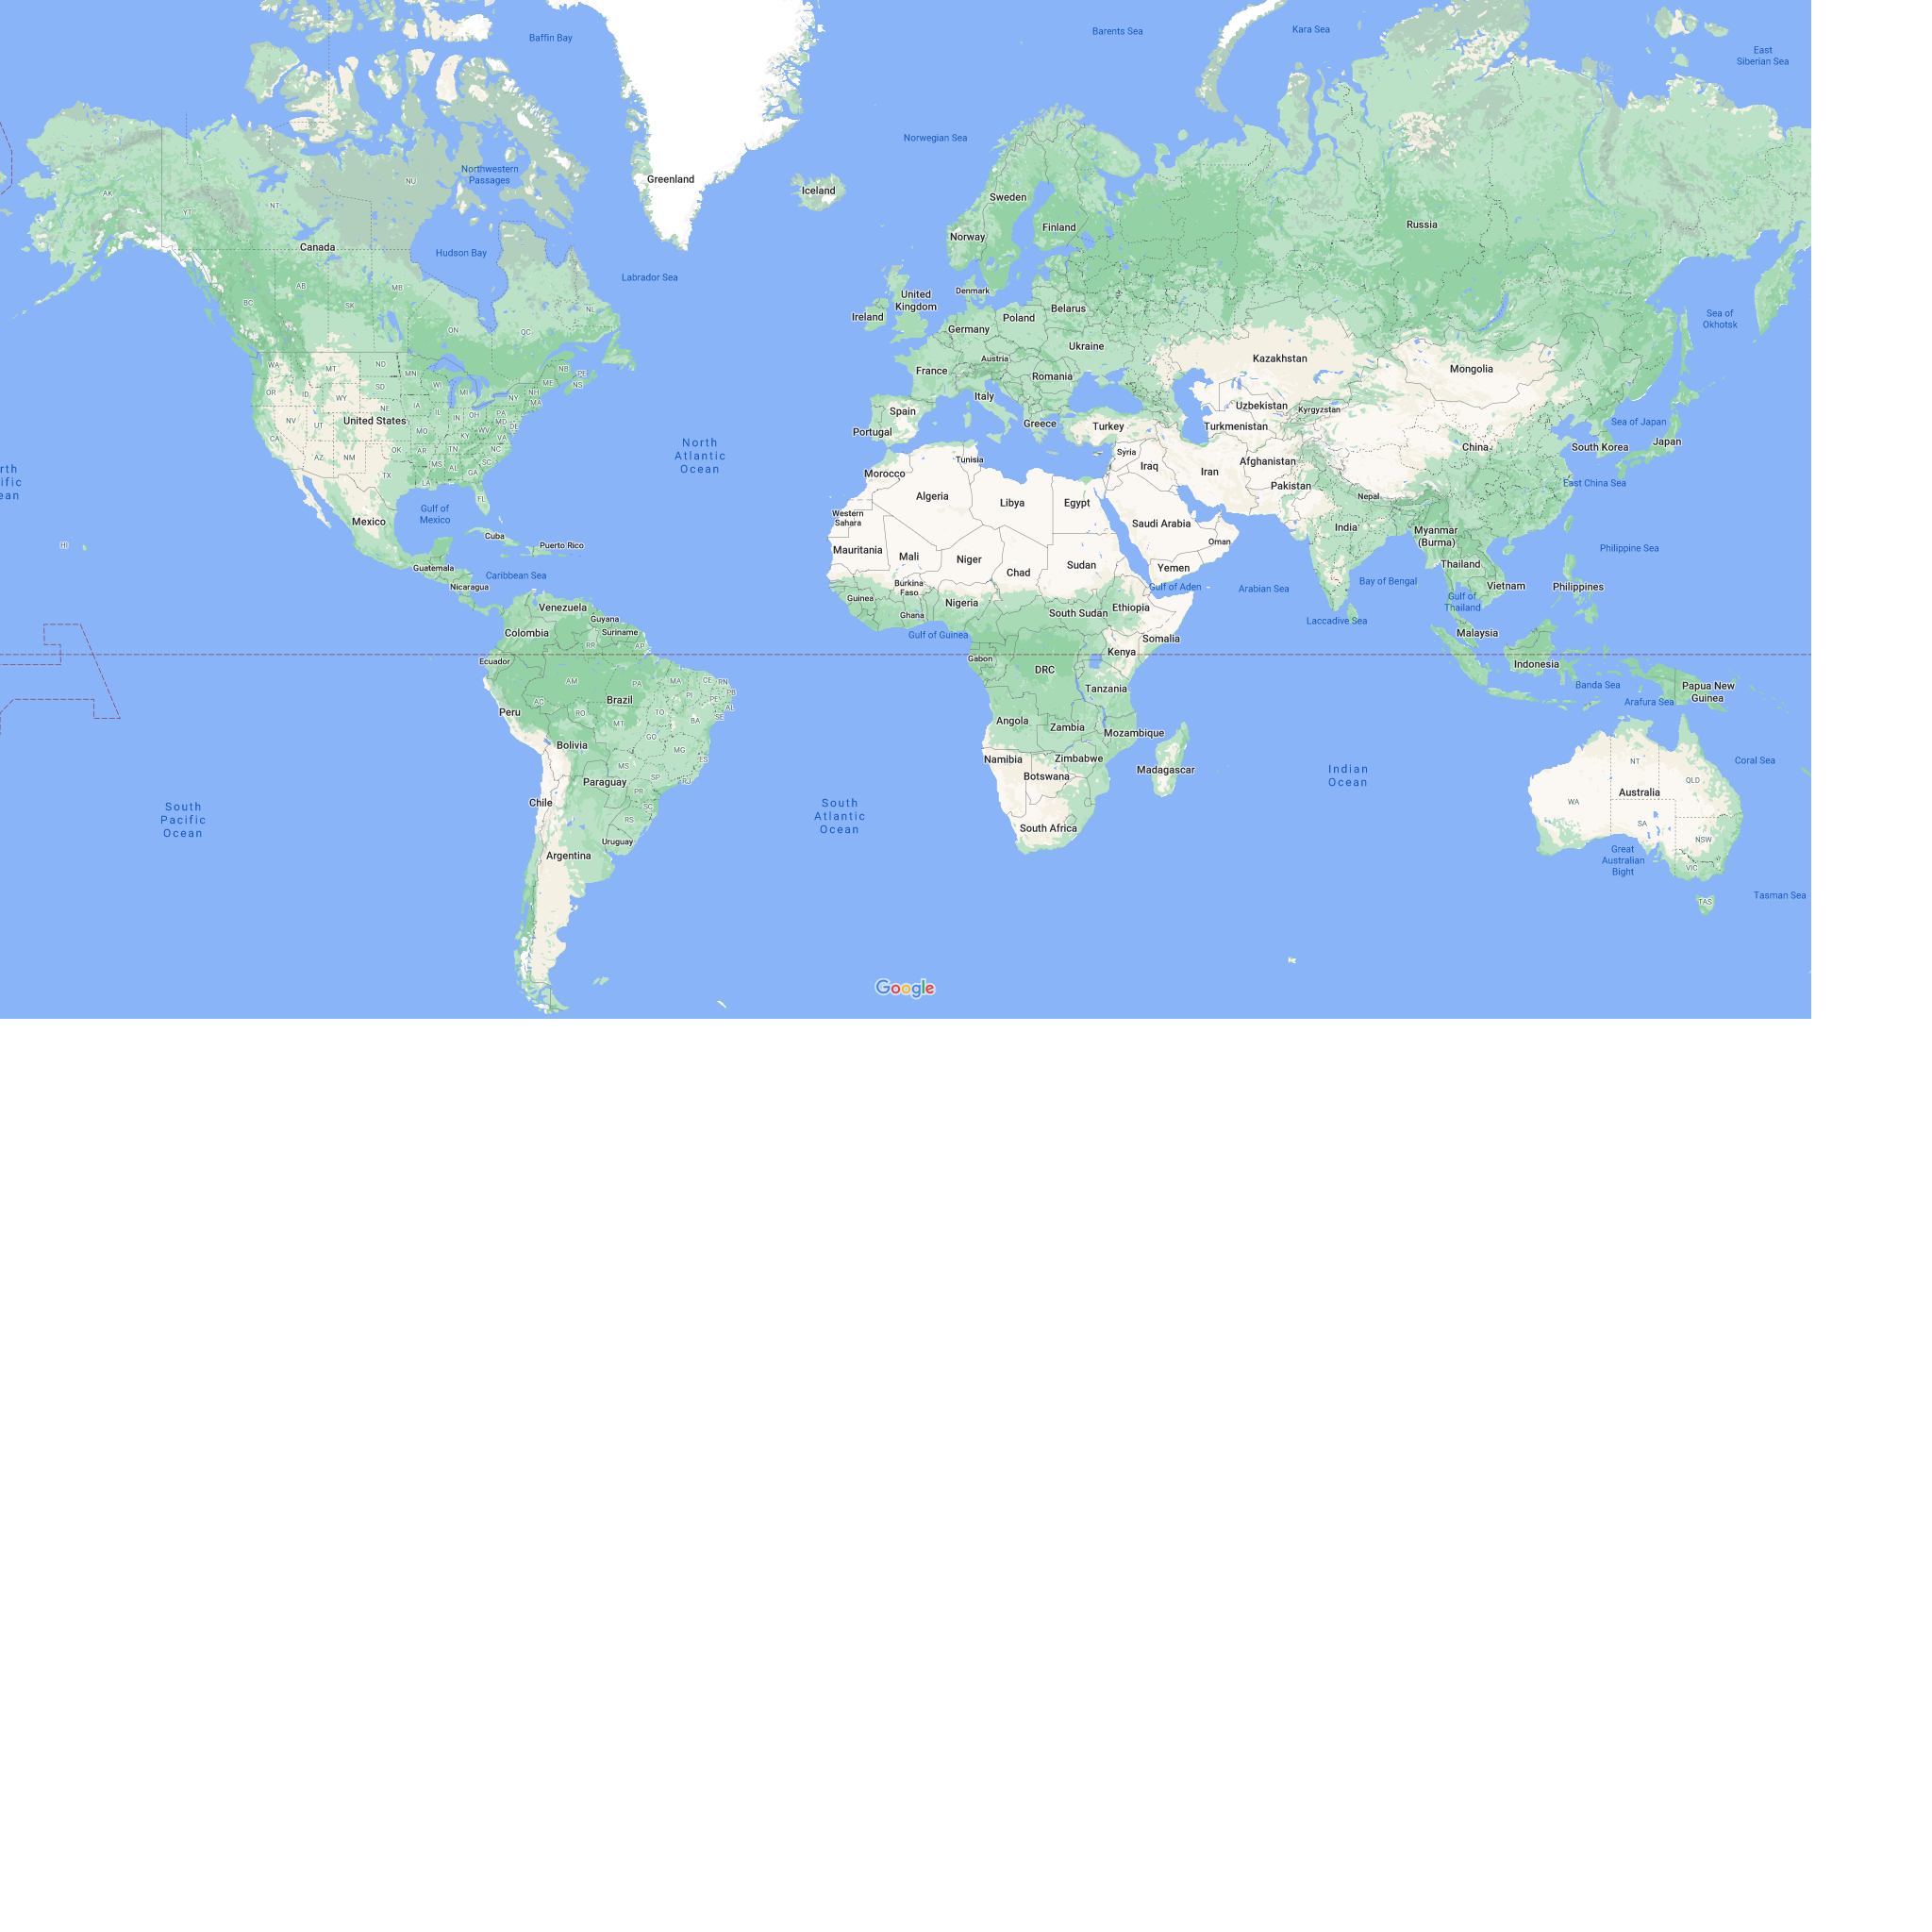 Baffin Bay
Barents Sea
Kara Sea
East
Siberian Sea
Norwegian Sea
Northwestern
Passages
Greenland
Iceland
NU
AK
YT
NT
Sweden
Finland
Norway
Russia
Canada
Hudson Bay
Labrador Sea
AB
BC
SK
MB
ON
QC
NL
United
Kingdom
Ireland
Denmark
Poland
Belarus
Germany
Ukraine
Austria
France
Romania
Italy
Spain
Portugal
Greece
Turkey
Kazakhstan
Mongolia
Uzbekistan
Kyrgyzstan
Turkmenistan
Sea of
Okhotsk
Sea of Japan
South Korea
Japan
China
East China Sea
WA
MT
ND
MN
OR
ID
WY
SD
WI
MI
NB
PE
NS
ME
NH
MA
NY
NV
UT
United States
NE
IA
IL
IN
OH
PA
MD
DE
CA
MO
KY
WV
VA
AZ
NM
OK
AR
TN
NC
MS
AL
GA
SC
TX
LA
FL
North
Atlantic
Ocean
rth
ific
ean
HI
Gulf of
Mexico
Mexico
Cuba
Puerto Rico
Guatemala
Caribbean Sea
Nicaragua
Morocco
Tunisia
Algeria
Libya
Egypt
Western
Sahara
Mauritania
Mali
Niger
Chad
Sudan
Burkina
Faso
Guinea
Ghana
Nigeria
South Sudan
Ethiopia
Gulf of Guinea
Somalia
Gabon
DRC
Kenya
Tanzania
Syria
Iraq
Iran
Afghanistan
Pakistan
Saudi Arabia
Oman
Yemen
Gulf of Aden
Arabian Sea
Nepal
India
Myanmar
(Burma)
Thailand
Vietnam
Bay of Bengal
Gulf of
Thailand
Laccadive Sea
Philippine Sea
Philippines
Malaysia
Indonesia
Banda Sea
Arafura Sea
Papua New
Guinea
Venezuela
Guyana
Suriname
Colombia
Ecuador
RR
AP
AM
PA
MA
CE
RN
PB
PI
PE
AL
SE
AC
RO
TO
BA
MT
Brazil
Peru
GO
MG
ES
Bolivia
MS
SP
RJ
Paraguay
PR
SC
RS
Chile
Uruguay
Argentina
Angola
Zambia
Mozambique
Namibia
Zimbabwe
Botswana
Madagascar
South Africa
South
Pacific
Ocean
South
Atlantic
Ocean
Indian
Ocean
NT
QLD
WA
Australia
SA
NSW
VIC
TAS
Great
Australian
Bight
Coral Sea
Tasman Sea
Google